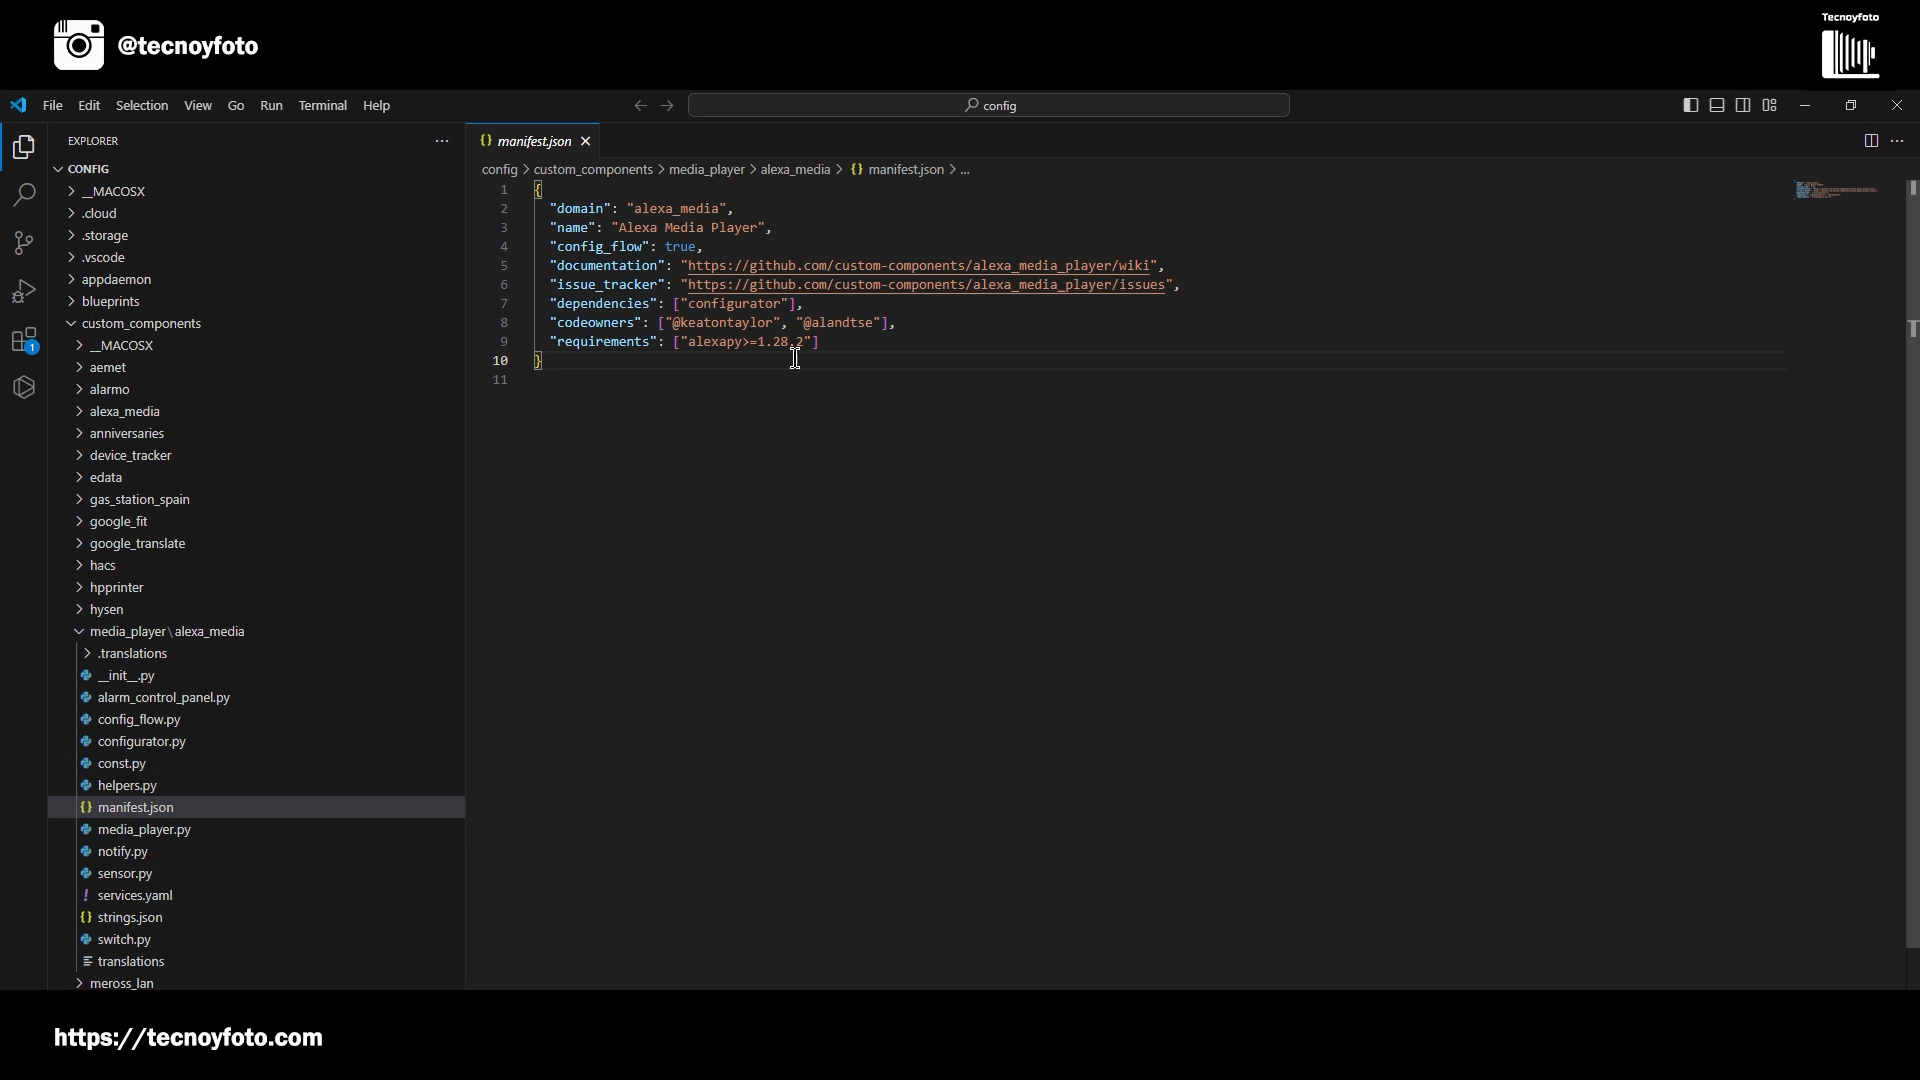 @tecnoyfoto
Tecnoyfoto
File Edit Selection View Go Run Terminal Help
config
EXPLORER
manifest.json
CONFIG
config > custom_components > media_player > alexa_media > {} manifest.json > ...
__MACOSX
.cloud
.storage
.vscode
appdaemon
blueprints
custom_components
__MACOSX
aemet
alarmo
alexa_media
anniversaries
device_tracker
edata
gas_station_spain
google_fit
google_translate
hacs
hpprinter
hysen
media_player\alexa_media
.translations
__init__.py
alarm_control_panel.py
config_flow.py
configurator.py
const.py
helpers.py
{} manifest.json
media_player.py
notify.py
sensor.py
! services.yaml
{} strings.json
switch.py
translations
meross_lan
1
1 {
2 "domain": "alexa_media",
3 "name": "Alexa Media Player",
4 "config_flow": true,
5 "documentation": "https://github.com/custom-components/alexa_media_player/wiki",
6 "issue_tracker": "https://github.com/custom-components/alexa_media_player/issues",
7 "dependencies": ["configurator"],
8 "codeowners": ["@keatontaylor", "@alandtse"],
9 "requirements": ["alexapy>=1.28.2"]
10 }
11
https://tecnoyfoto.com